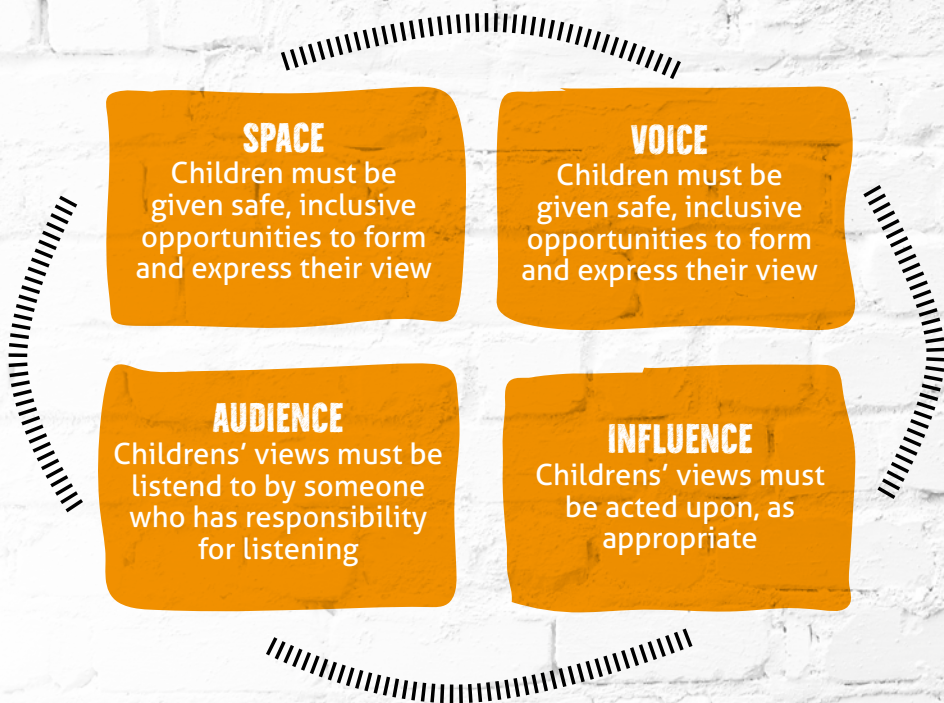 SPACE
Children must be
given safe, inclusive
opportunities to form
and express their view
VOICE
Children must be
given safe, inclusive
opportunities to form
and express their view
AUDIENCE
Childrens’ views must be
listend to by someone
who has responsibility
for listening
INFLUENCE
Childrens’ views must
be acted upon, as
appropriate